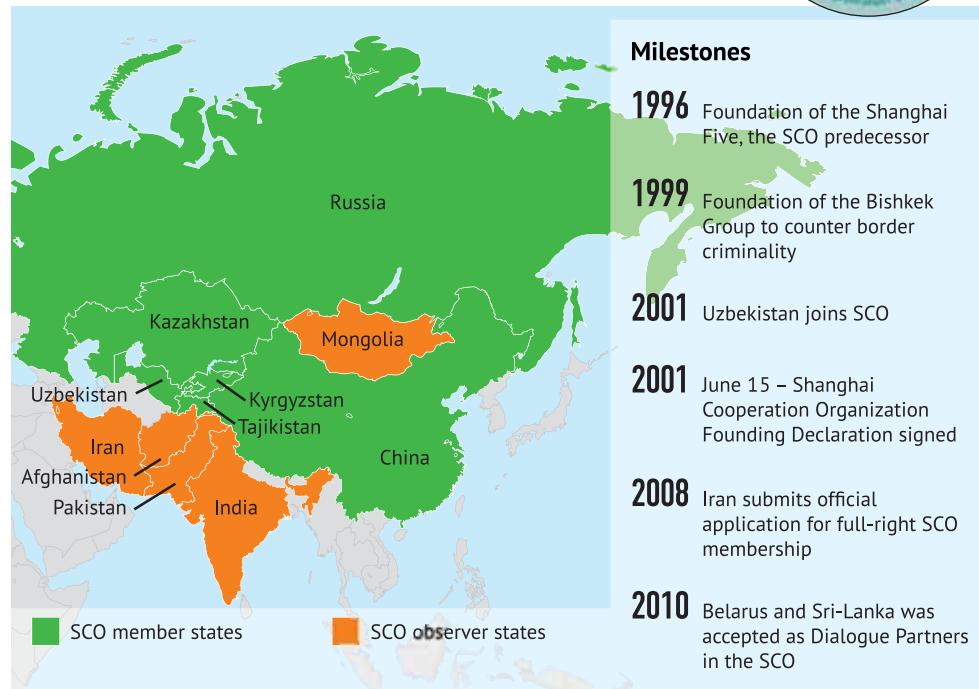 Milestones
1996 Foundation of the Shanghai
Five, the SCO predecessor
1999 Foundation of the Bishkek
Group to counter border
criminality
2001 Uzbekistan joins SCO
2001 June 15 – Shanghai
Cooperation Organization
Founding Declaration signed
2008 Iran submits official
application for full-right SCO
membership
2010 Belarus and Sri-Lanka was
accepted as Dialogue Partners
in the SCO
Russia
Kazakhstan
Mongolia
Uzbekistan
Kyrgyzstan
Tajikistan
Iran
China
Afghanistan
Pakistan
India
SCO member states
SCO observer states